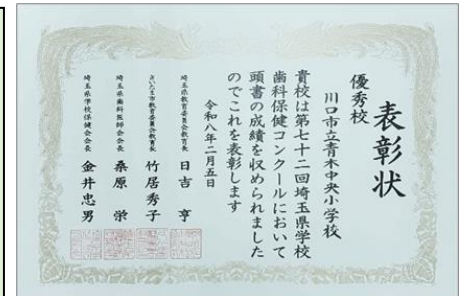 表彰状
優秀校
川口市立青木中央小学校
貴校は第七十二回埼玉県学校
歯科保健コンクールにおいて
頭書の成績を収められました
のでこれを表彰します
令和八年二月五日
埼玉県教育委員会教育長 日吉 亨
さいたま市教育委員会教育長 竹居秀子
埼玉県歯科医師会会長 桑原 栄
埼玉県学校保健会会長 金井忠男